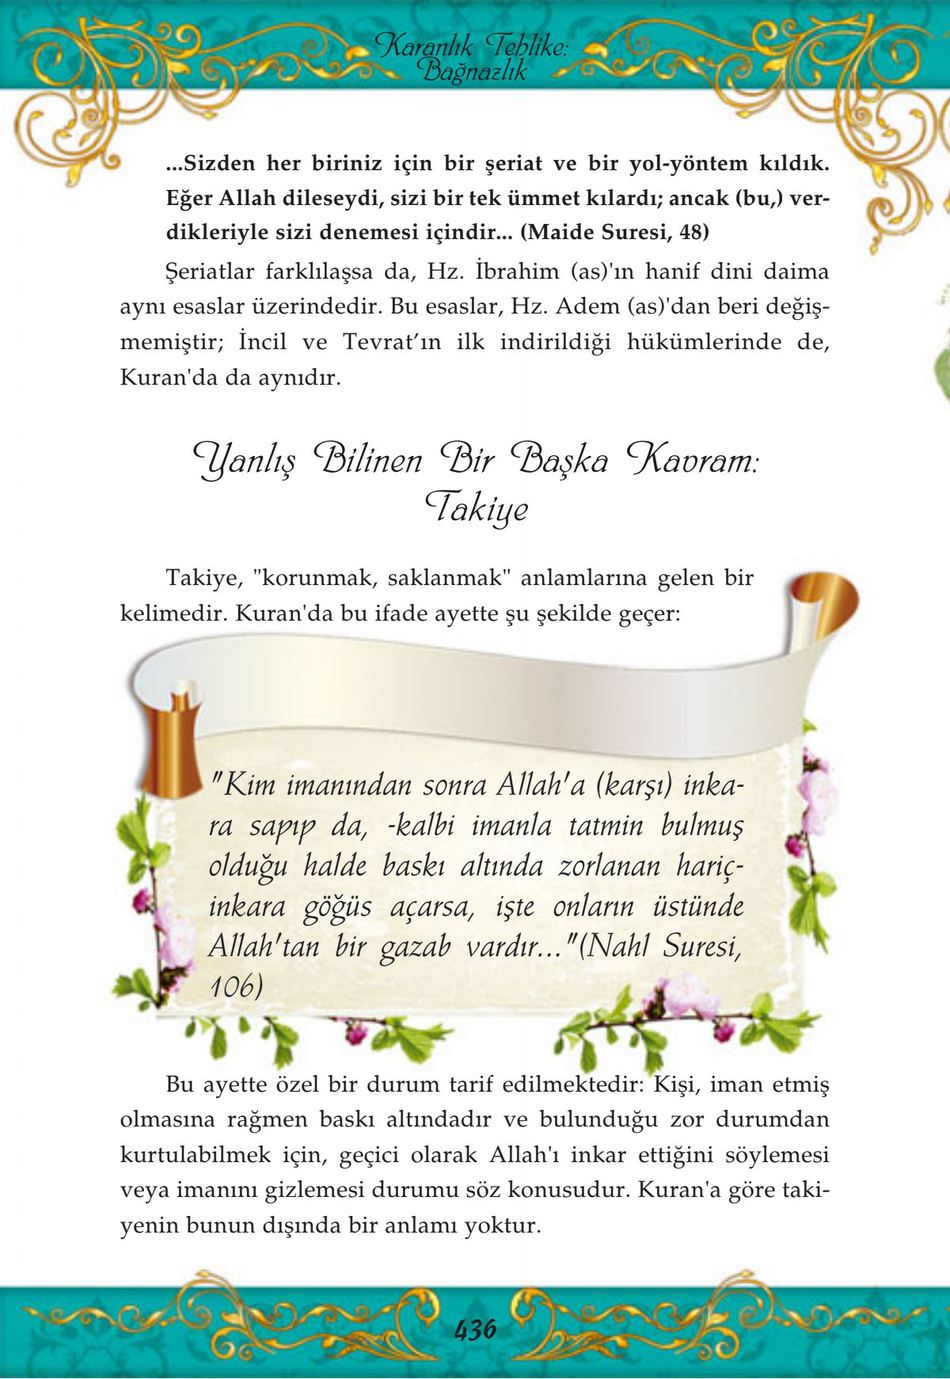 Karanlık Tehlike:
Bağnazlık
...Sizden her biriniz için bir şeriat ve bir yol-yöntem kıldık.
Eğer Allah dileseydi, sizi bir tek ümmet kılardı; ancak (bu,) ver-
dikleriyle sizi denemesi içindir... (Maide Suresi, 48)
Şeriatlar farklılaşsa da, Hz. İbrahim (as)'ın hanif dini daima
aynı esaslar üzerindedir. Bu esaslar, Hz. Adem (as)'dan beri değiş-
memiştir; İncil ve Tevrat’ın ilk indirildiği hükümlerinde de,
Kuran'da da aynıdır.
Yanlış Bilinen Bir Başka Kavram:
Takiye
Takiye, "korunmak, saklanmak" anlamlarına gelen bir
kelimedir. Kuran'da bu ifade ayette şu şekilde geçer:
"Kim imanından sonra Allah'a (karşı) inka-
ra sapıp da, -kalbi imanla tatmin bulmuş
olduğu halde baskı altında zorlanan hariç-
inkara göğüs açarsa, işte onların üstünde
Allah'tan bir gazab vardır..."(Nahl Suresi,
106)
Bu ayette özel bir durum tarif edilmektedir: Kişi, iman etmiş
olmasına rağmen baskı altındadır ve bulunduğu zor durumdan
kurtulabilmek için, geçici olarak Allah'ı inkar ettiğini söylemesi
veya imanını gizlemesi durumu söz konusudur. Kuran'a göre taki-
yenin bunun dışında bir anlamı yoktur.
436